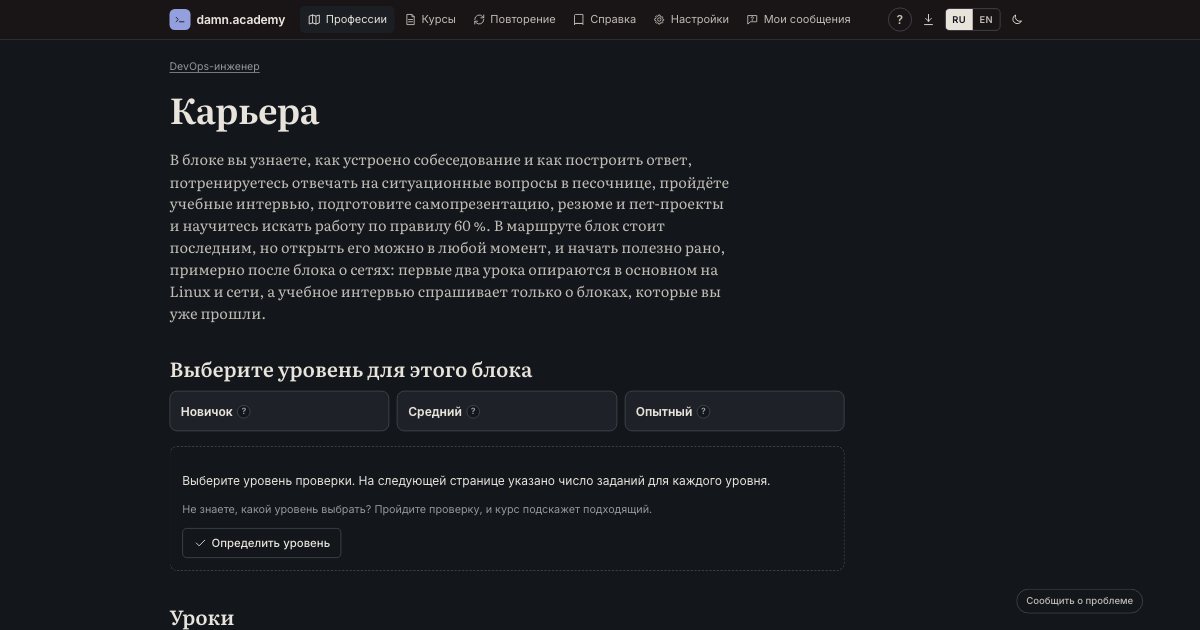 damn.academy
Профессии
Курсы
Повторение
Справка
Настройки
Мои сообщения
?
RU
EN
DevOps-инженер
Карьера
В блоке вы узнаете, как устроено собеседование и как построить ответ,
потренируетесь отвечать на ситуационные вопросы в песочнице, пройдёте
учебные интервью, подготовите самопрезентацию, резюме и пет-проекты
и научитесь искать работу по правилу 60 %. В маршруте блок стоит
последним, но открыть его можно в любой момент, и начать полезно рано,
примерно после блока о сетях: первые два урока опираются в основном на
Linux и сети, а учебное интервью спрашивает только о блоках, которые вы
уже прошли.
Выберите уровень для этого блока
Новичок ?
Средний ?
Опытный ?
Выберите уровень проверки. На следующей странице указано число заданий для каждого уровня.
Не знаете, какой уровень выбрать? Пройдите проверку, и курс подскажет подходящий.
Определить уровень
Сообщить о проблеме
Уроки